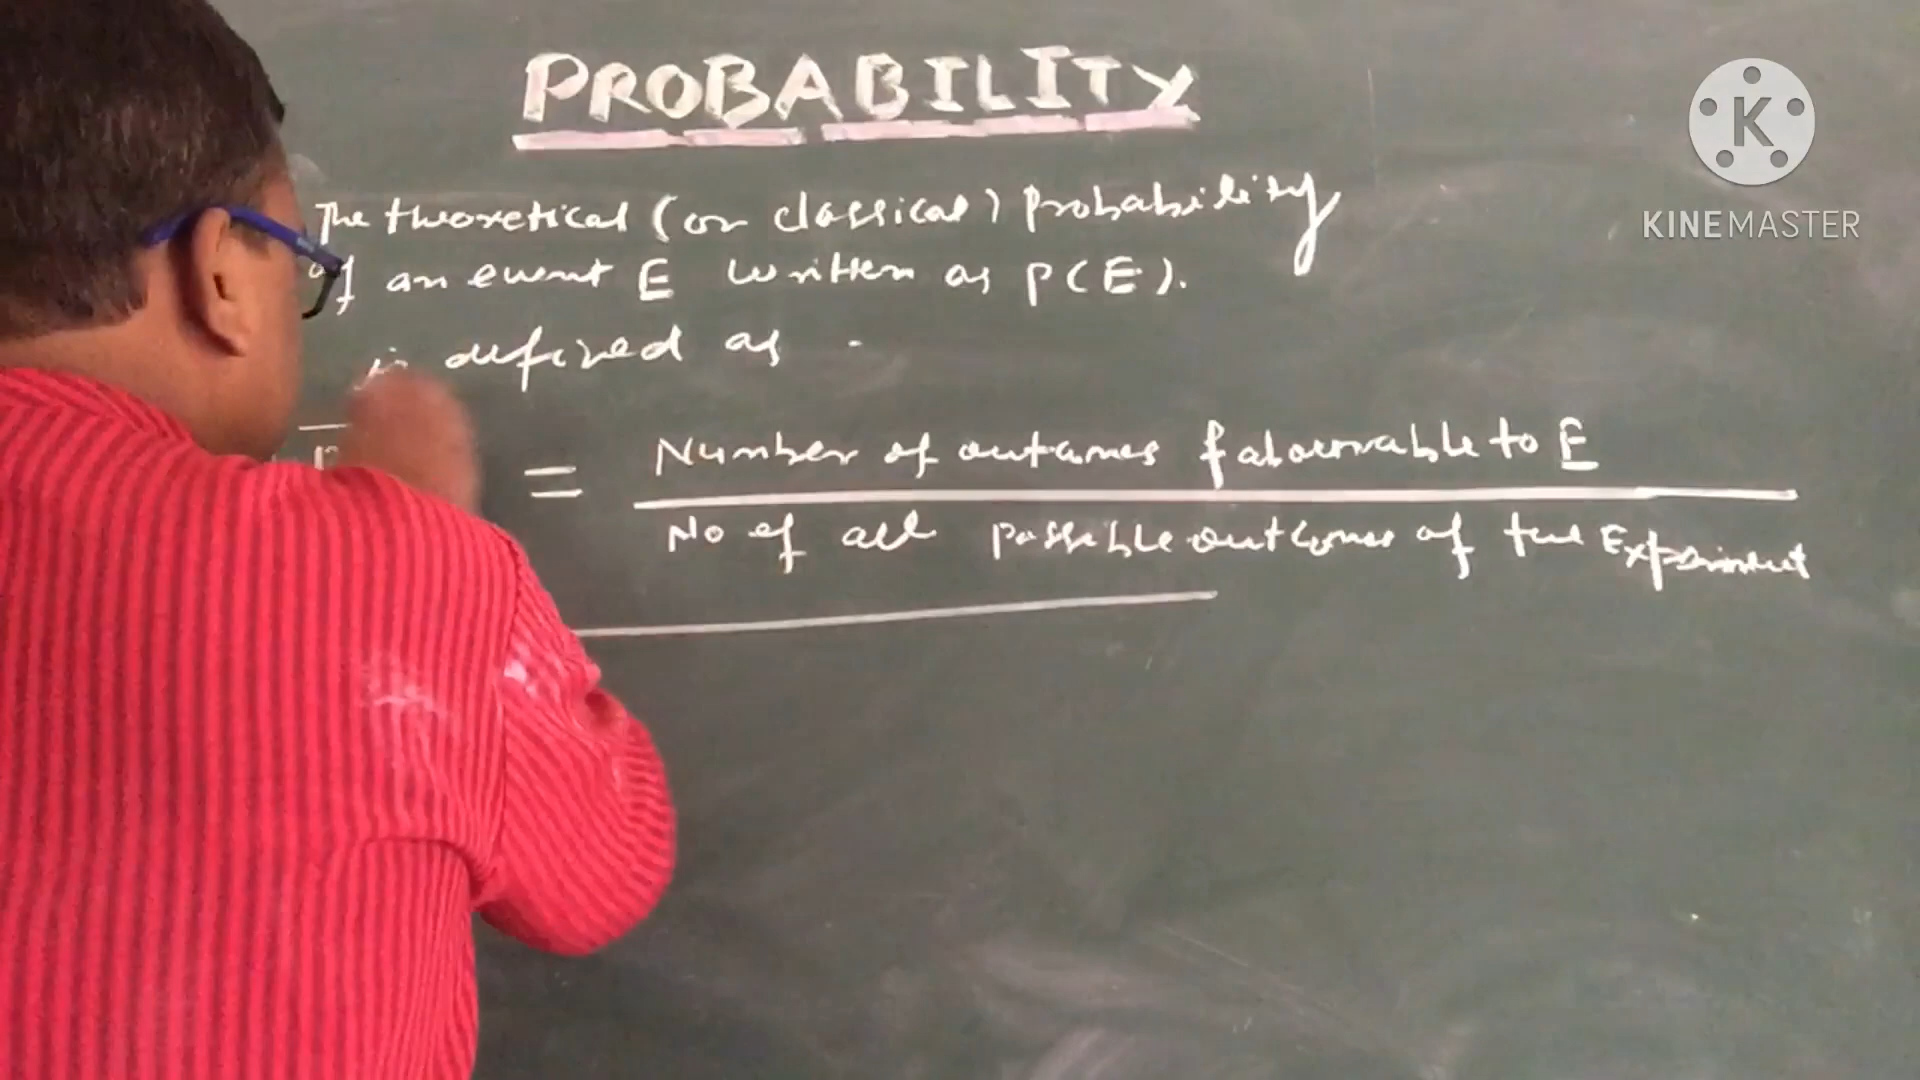 PROBABILITY
The theoretical (or classical) Probability
of an event E written as P(E).
is defined as -
= Number of outcomes favourable to E
No of all possible outcomes of the Experiment
K
KINEMASTER